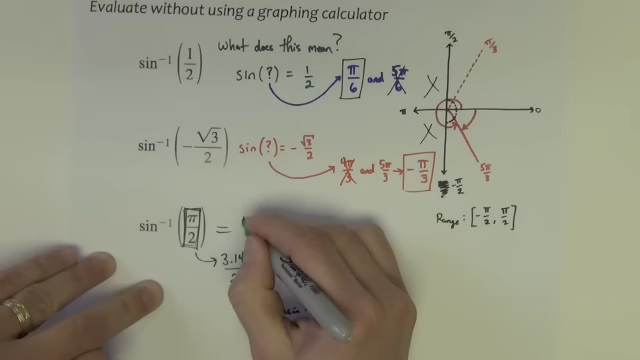 Evaluate without using a graphing calculator
sin⁻¹(1/2) What does this mean?
sin(?) = 1/2 π/6 and 5π/6
sin⁻¹(-√3/2) sin(?) = -√3/2
4π/3 and 5π/3 → -π/3
sin⁻¹(π/2) =
3.14
π/2
π/3
X
π
0
X
5π/3
-π/2
Range: [-π/2, π/2]